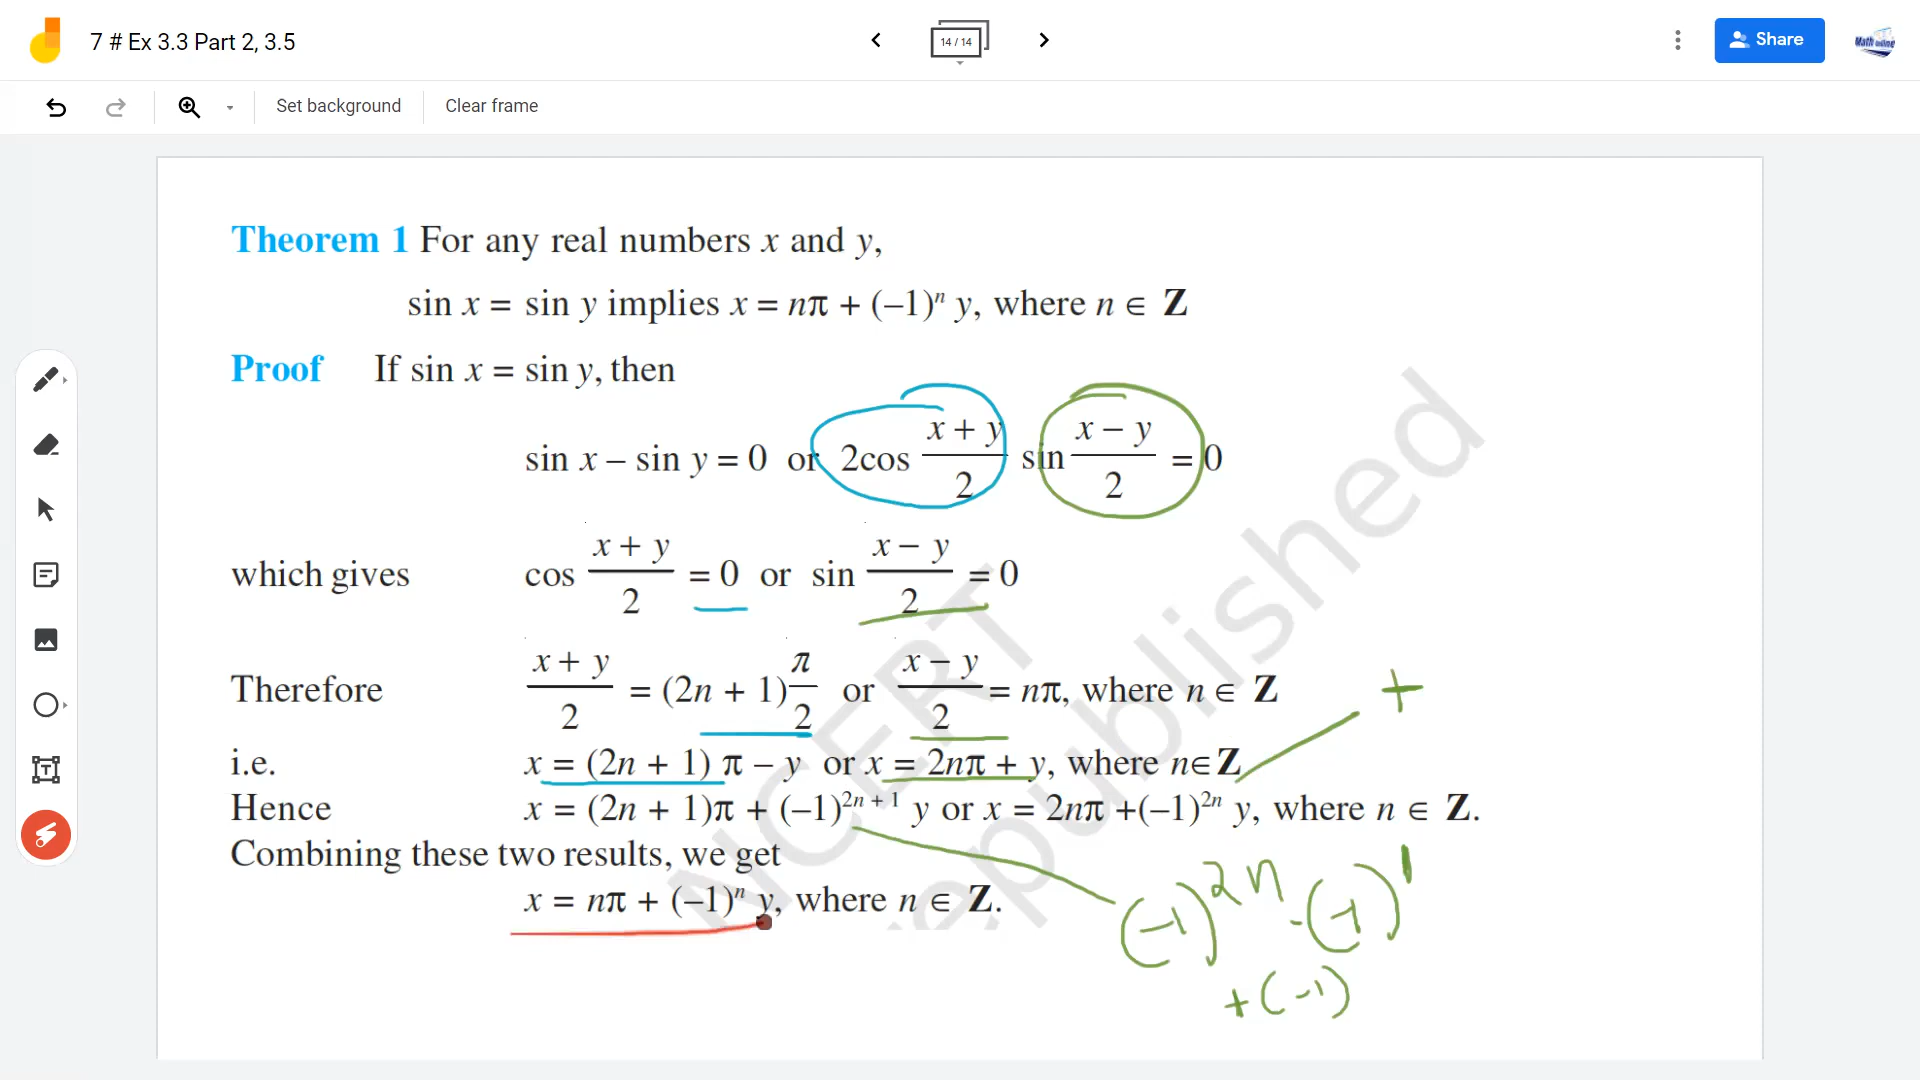 7 # Ex 3.3 Part 2, 3.5
14 / 14
Share
Math online
Set background
Clear frame
Theorem 1 For any real numbers x and y,
sin x = sin y implies x = nπ + (–1)ⁿ y, where n ∈ Z
Proof If sin x = sin y, then
sin x – sin y = 0 or 2cos (x + y)/2 sin (x – y)/2 = 0
which gives cos (x + y)/2 = 0 or sin (x – y)/2 = 0
Therefore (x + y)/2 = (2n + 1) π/2 or (x – y)/2 = nπ, where n ∈ Z
+
i.e. x = (2n + 1) π – y or x = 2nπ + y, where n∈Z
Hence x = (2n + 1)π + (–1)²ⁿ⁺¹ y or x = 2nπ +(–1)²ⁿ y, where n ∈ Z.
Combining these two results, we get
x = nπ + (–1)ⁿ y, where n ∈ Z.
(-1)²ⁿ . (-1)¹
+ (-1)
NCERT
republished